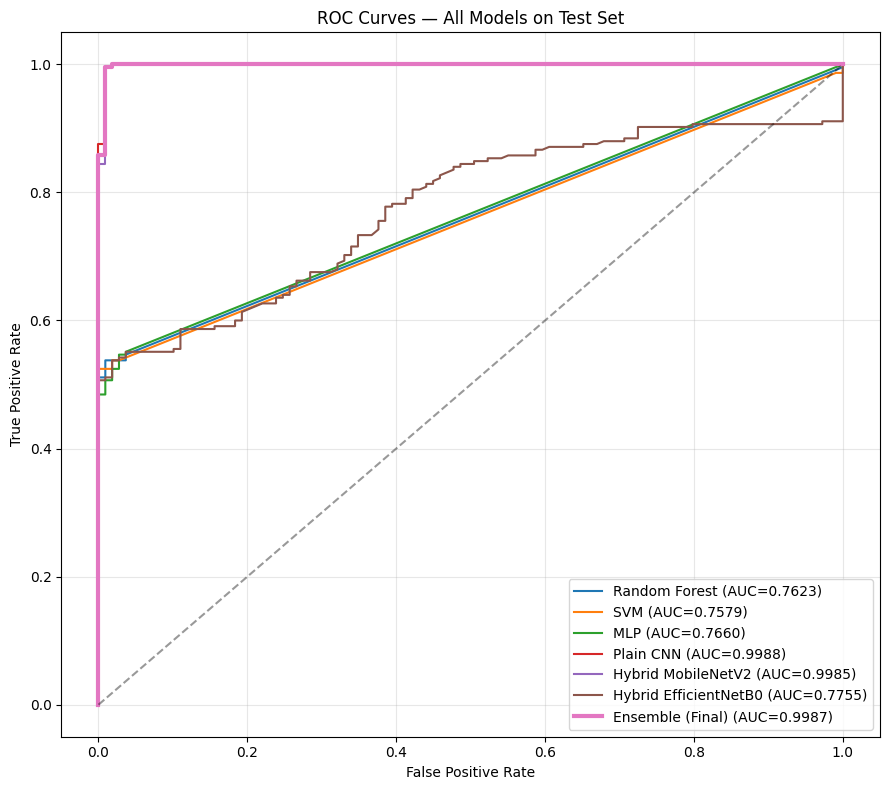 ROC Curves — All Models on Test Set
1.0
0.8
0.6
0.4
0.2
0.0
True Positive Rate
0.0 0.2 0.4 0.6 0.8 1.0
False Positive Rate
Random Forest (AUC=0.7623)
SVM (AUC=0.7579)
MLP (AUC=0.7660)
Plain CNN (AUC=0.9988)
Hybrid MobileNetV2 (AUC=0.9985)
Hybrid EfficientNetB0 (AUC=0.7755)
Ensemble (Final) (AUC=0.9987)